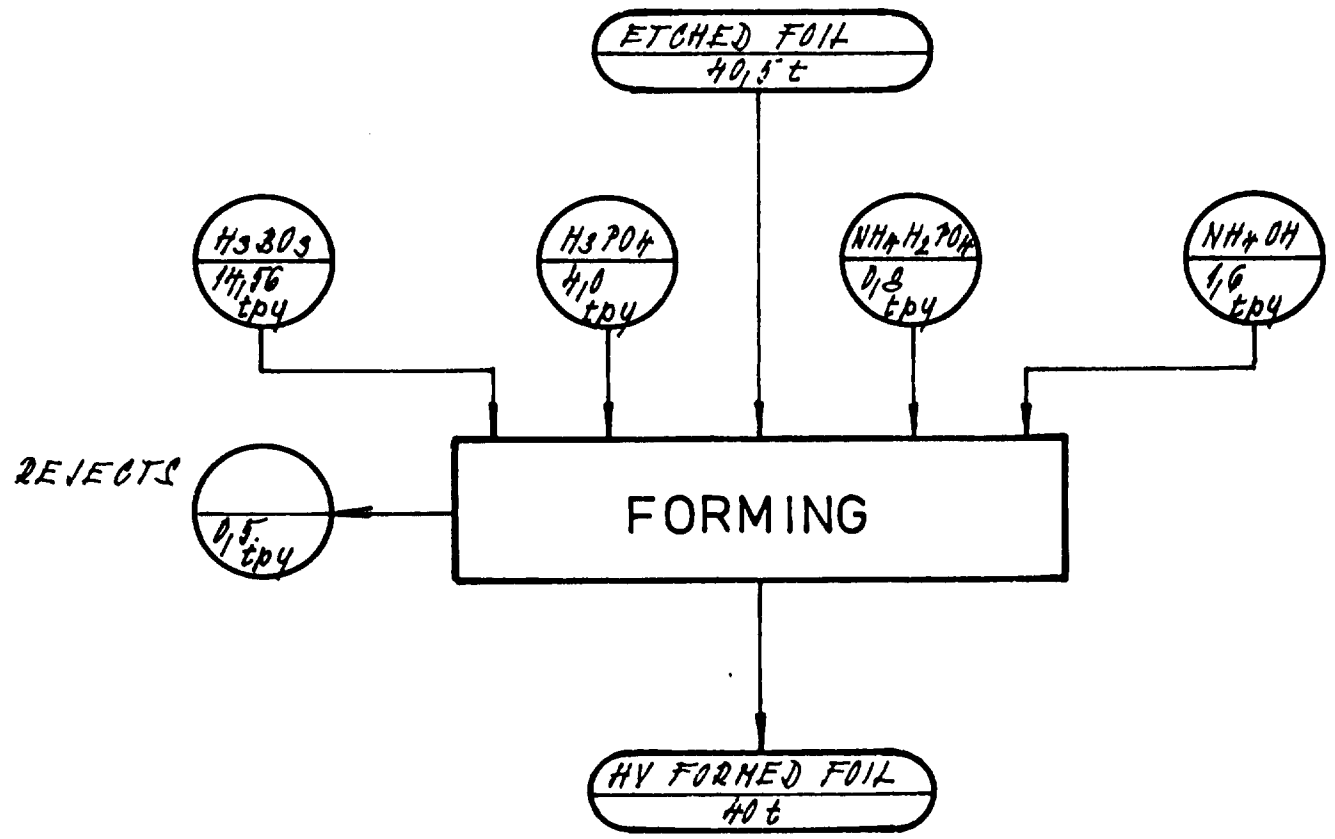 ETCHED FOIL
40,5 t
H3BO3
14,56
tpy
H3PO4
4,0
tpy
NH4H2PO4
0,8
tpy
NH4OH
1,6
tpy
REJECTS
0,5
tpy
FORMING
HV FORMED FOIL
40 t